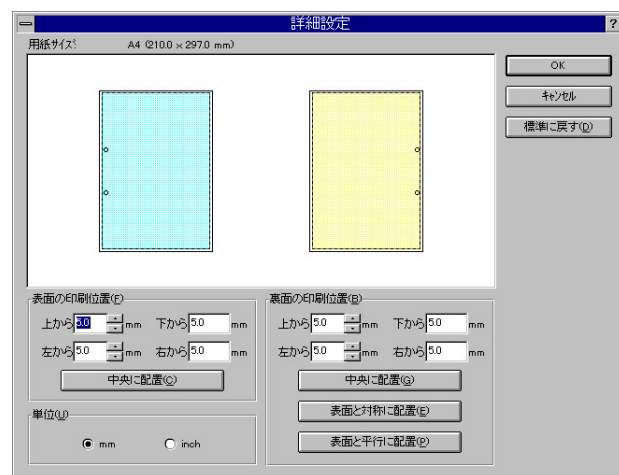 詳細設定
?
用紙サイズ: A4 (210.0 × 297.0 mm)
OK
キャンセル
標準に戻す(D)
表面の印刷位置(F)
上から 5.0 mm 下から 5.0 mm
左から 5.0 mm 右から 5.0 mm
中央に配置(C)
単位(U)
mm inch
裏面の印刷位置(B)
上から 5.0 mm 下から 5.0 mm
左から 5.0 mm 右から 5.0 mm
中央に配置(G)
表面と対称に配置(E)
表面と平行に配置(P)